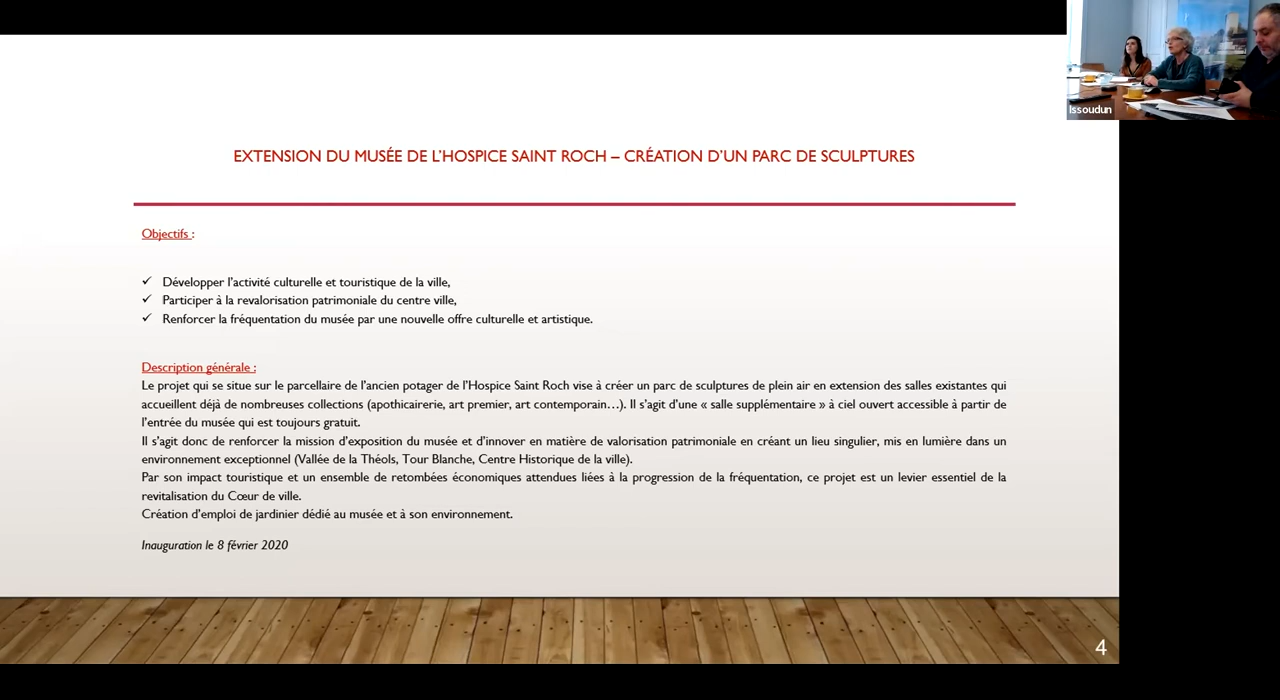 Issoudun
EXTENSION DU MUSÉE DE L'HOSPICE SAINT ROCH – CRÉATION D'UN PARC DE SCULPTURES
Objectifs :
✓ Développer l'activité culturelle et touristique de la ville,
✓ Participer à la revalorisation patrimoniale du centre ville,
✓ Renforcer la fréquentation du musée par une nouvelle offre culturelle et artistique.
Description générale :
Le projet qui se situe sur le parcellaire de l'ancien potager de l'Hospice Saint Roch vise à créer un parc de sculptures de plein air en extension des salles existantes qui
accueillent déjà de nombreuses collections (apothicairerie, art premier, art contemporain…). Il s'agit d'une « salle supplémentaire » à ciel ouvert accessible à partir de
l'entrée du musée qui est toujours gratuit.
Il s'agit donc de renforcer la mission d'exposition du musée et d'innover en matière de valorisation patrimoniale en créant un lieu singulier, mis en lumière dans un
environnement exceptionnel (Vallée de la Théols, Tour Blanche, Centre Historique de la ville).
Par son impact touristique et un ensemble de retombées économiques attendues liées à la progression de la fréquentation, ce projet est un levier essentiel de la
revitalisation du Cœur de ville.
Création d'emploi de jardinier dédié au musée et à son environnement.
Inauguration le 8 février 2020
4